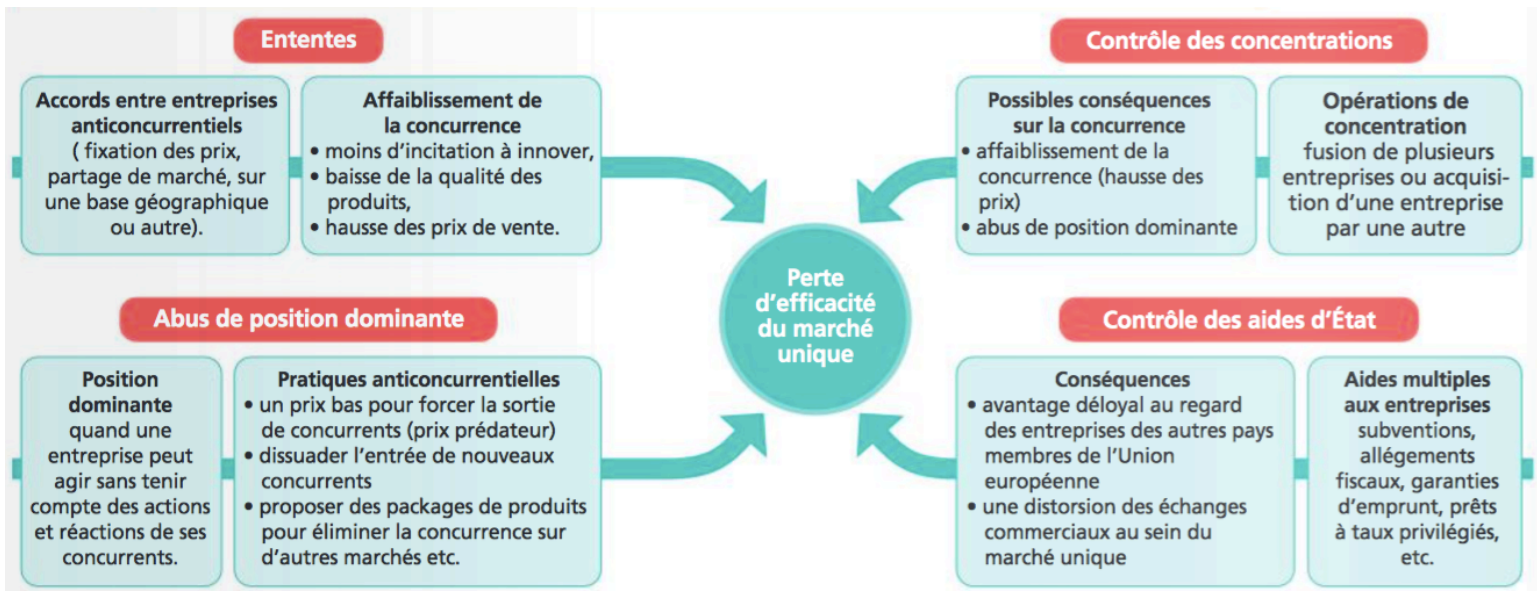 Ententes
Accords entre entreprises
anticoncurrentiels
( fixation des prix,
partage de marché, sur
une base géographique
ou autre).
Affaiblissement de
la concurrence
• moins d’incitation à innover,
• baisse de la qualité des
produits,
• hausse des prix de vente.
Contrôle des concentrations
Possibles conséquences
sur la concurrence
• affaiblissement de la
concurrence (hausse des
prix)
• abus de position dominante
Opérations de
concentration
fusion de plusieurs
entreprises ou acquisi-
tion d’une entreprise
par une autre
Perte
d’efficacité
du marché
unique
Abus de position dominante
Position
dominante
quand une
entreprise peut
agir sans tenir
compte des actions
et réactions de ses
concurrents.
Pratiques anticoncurrentielles
• un prix bas pour forcer la sortie
de concurrents (prix prédateur)
• dissuader l’entrée de nouveaux
concurrents
• proposer des packages de produits
pour éliminer la concurrence sur
d’autres marchés etc.
Contrôle des aides d’État
Conséquences
• avantage déloyal au regard
des entreprises des autres pays
membres de l’Union
européenne
• une distorsion des échanges
commerciaux au sein du
marché unique
Aides multiples
aux entreprises
subventions,
allégements
fiscaux, garanties
d’emprunt, prêts
à taux privilégiés,
etc.